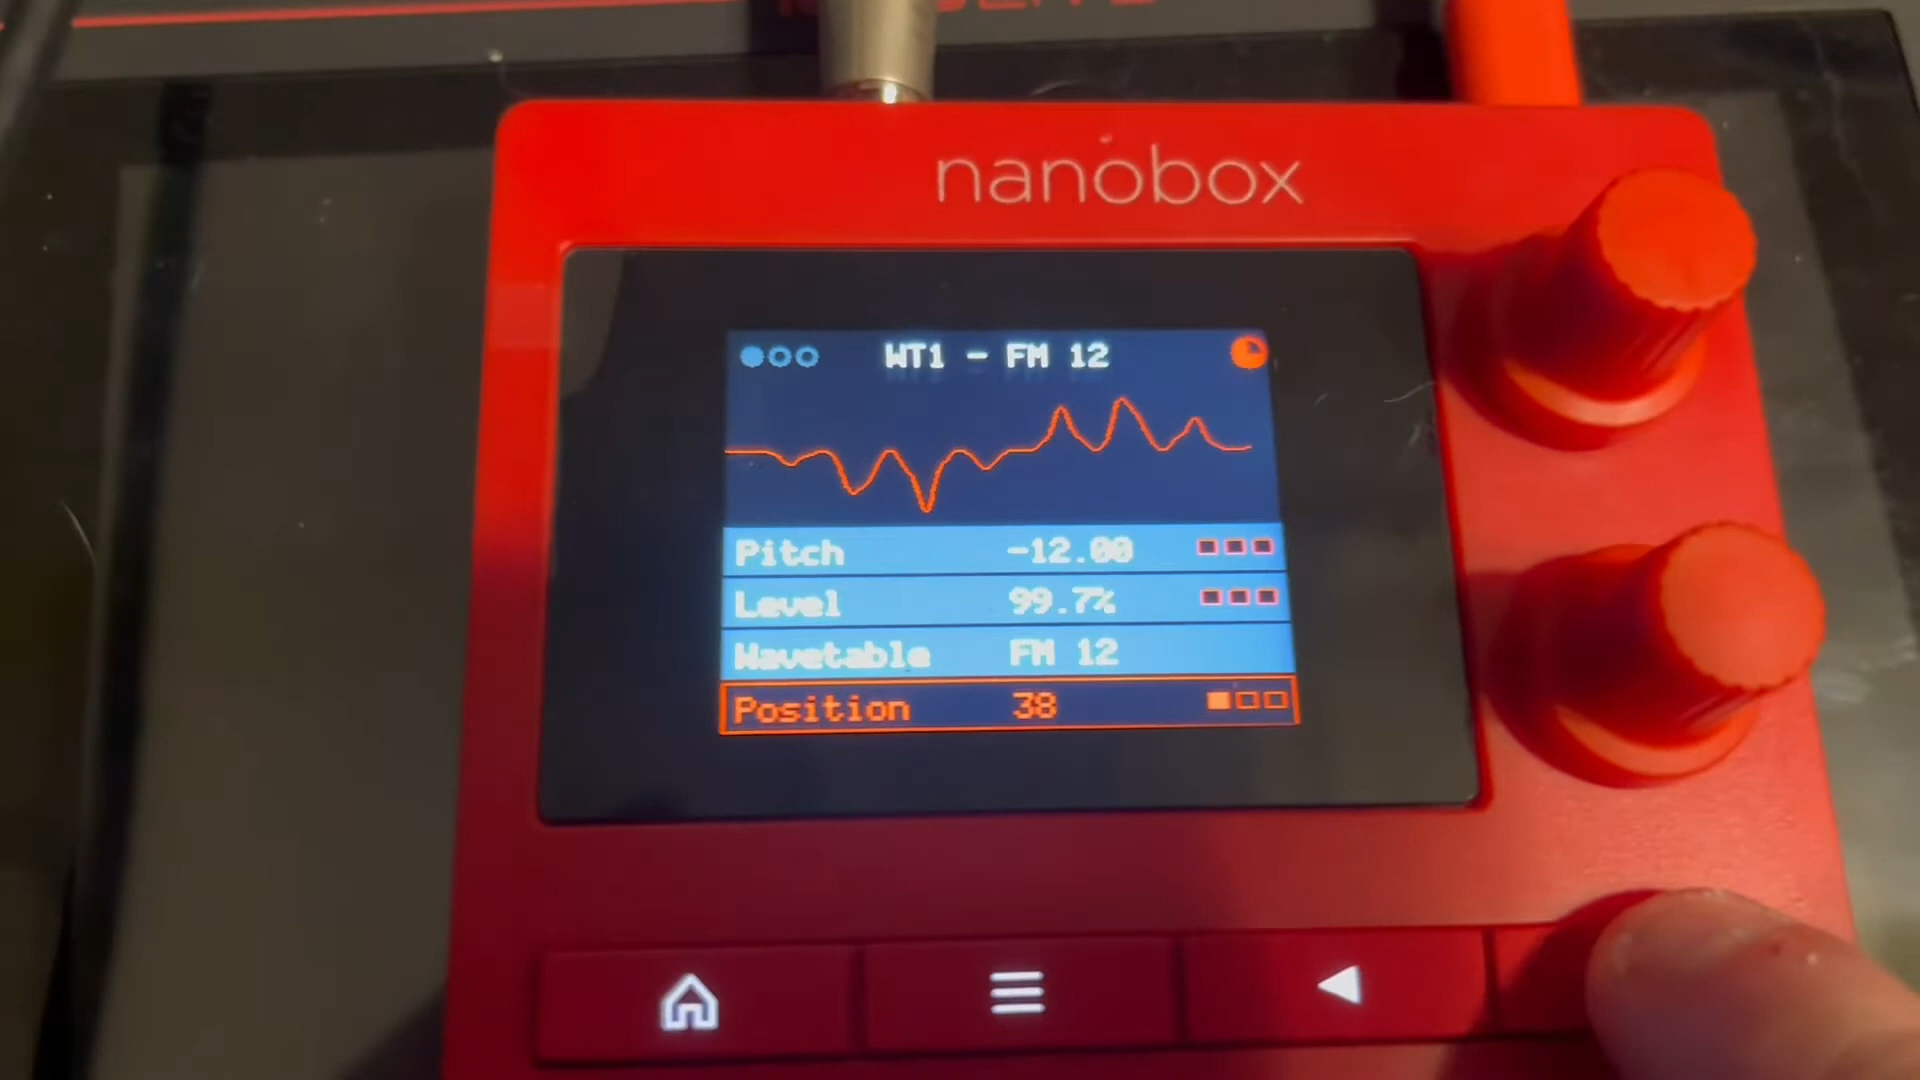 nanobox
WT1 - FM 12
Pitch -12.00
Level 99.7%
Wavetable FM 12
Position 38